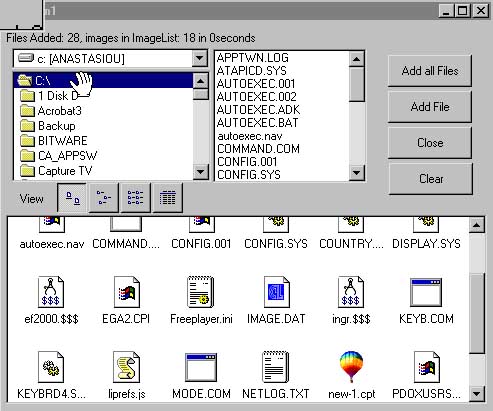 m1
Files Added: 28, images in ImageList: 18 in 0seconds
c: [ANASTASIOU]
C:\
1 Disk D
Acrobat3
Backup
BITWARE
CA_APPSW
Capture TV
APPTWN.LOG
ATAPICD.SYS
AUTOEXEC.001
AUTOEXEC.002
AUTOEXEC.ADK
AUTOEXEC.BAT
autoexec.nav
COMMAND.COM
CONFIG.001
CONFIG.SYS
Add all Files
Add File
Close
Clear
View
autoexec.nav COMMAND.... CONFIG.001 CONFIG.SYS COUNTRY.... DISPLAY.SYS
ef2000.$$$ EGA2.CPI Freeplayer.ini IMAGE.DAT ingr.$$$ KEYB.COM
KEYBRD4.S... liprefs.js MODE.COM NETLOG.TXT new-1.cpt PDOXUSRS...